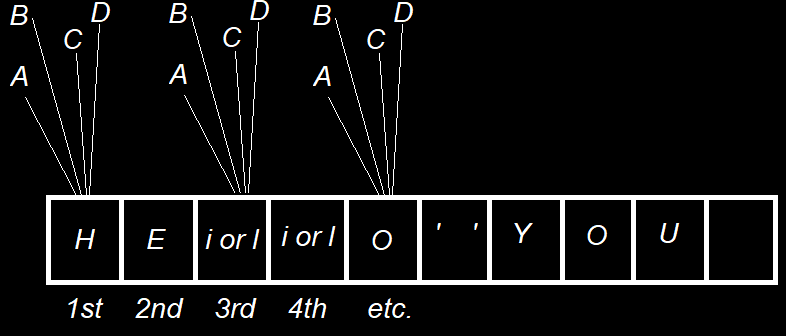 B D B D B D
C C C
A A A
H E i or l i or l O ' ' Y O U
1st 2nd 3rd 4th etc.